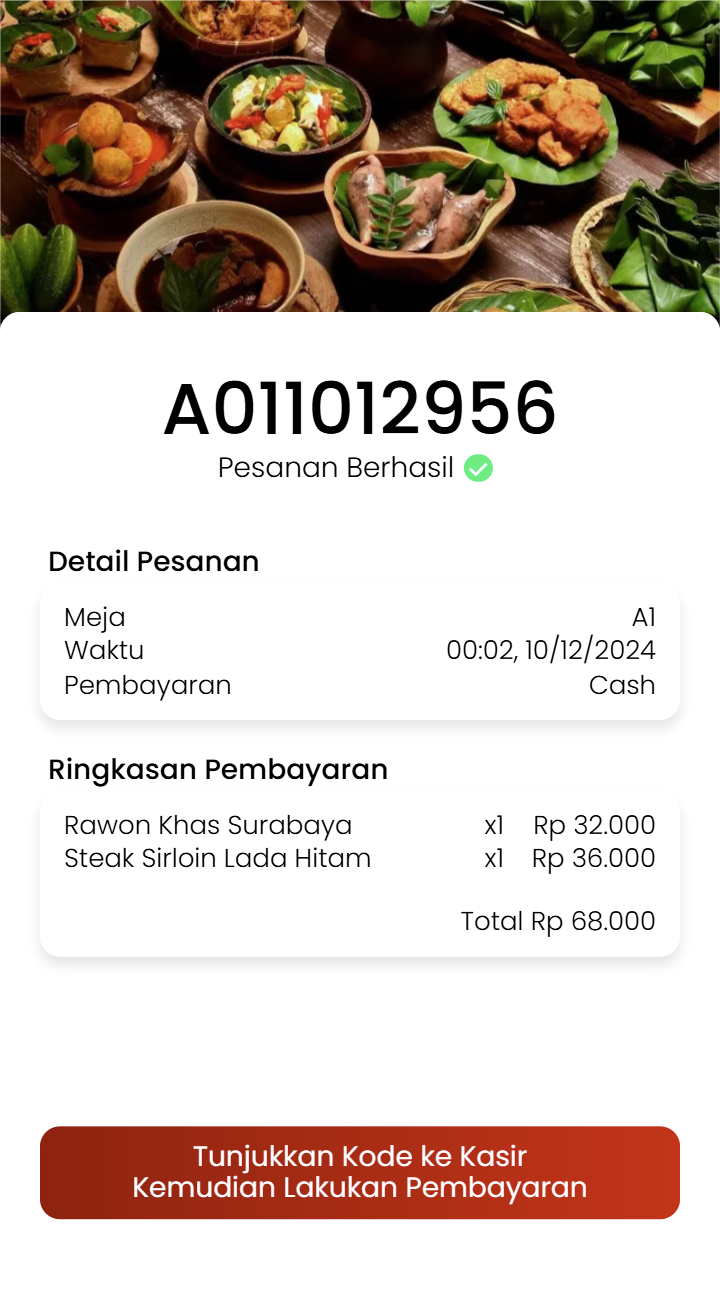 A011012956
Pesanan Berhasil
Detail Pesanan
Meja A1
Waktu 00:02, 10/12/2024
Pembayaran Cash
Ringkasan Pembayaran
Rawon Khas Surabaya x1 Rp 32.000
Steak Sirloin Lada Hitam x1 Rp 36.000
Total Rp 68.000
Tunjukkan Kode ke Kasir
Kemudian Lakukan Pembayaran